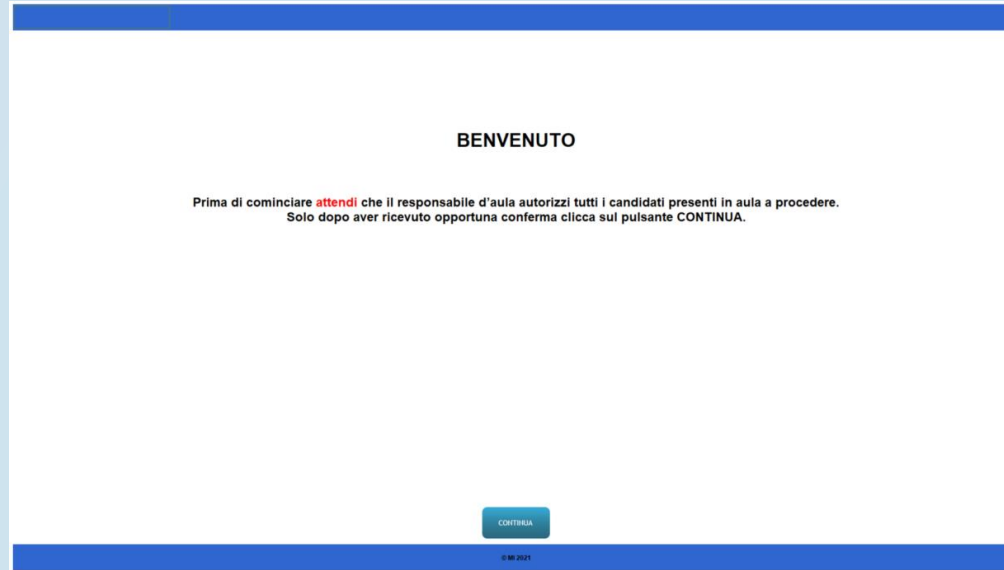 BENVENUTO
Prima di cominciare attendi che il responsabile d'aula autorizzi tutti i candidati presenti in aula a procedere.
Solo dopo aver ricevuto opportuna conferma clicca sul pulsante CONTINUA.
CONTINUA
© MI 2021